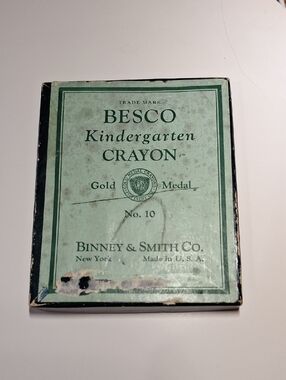 TRADE MARK
BESCO
Kindergarten
CRAYON
Gold Medal
No. 10
BINNEY & SMITH CO.
New York Made in U. S. A.